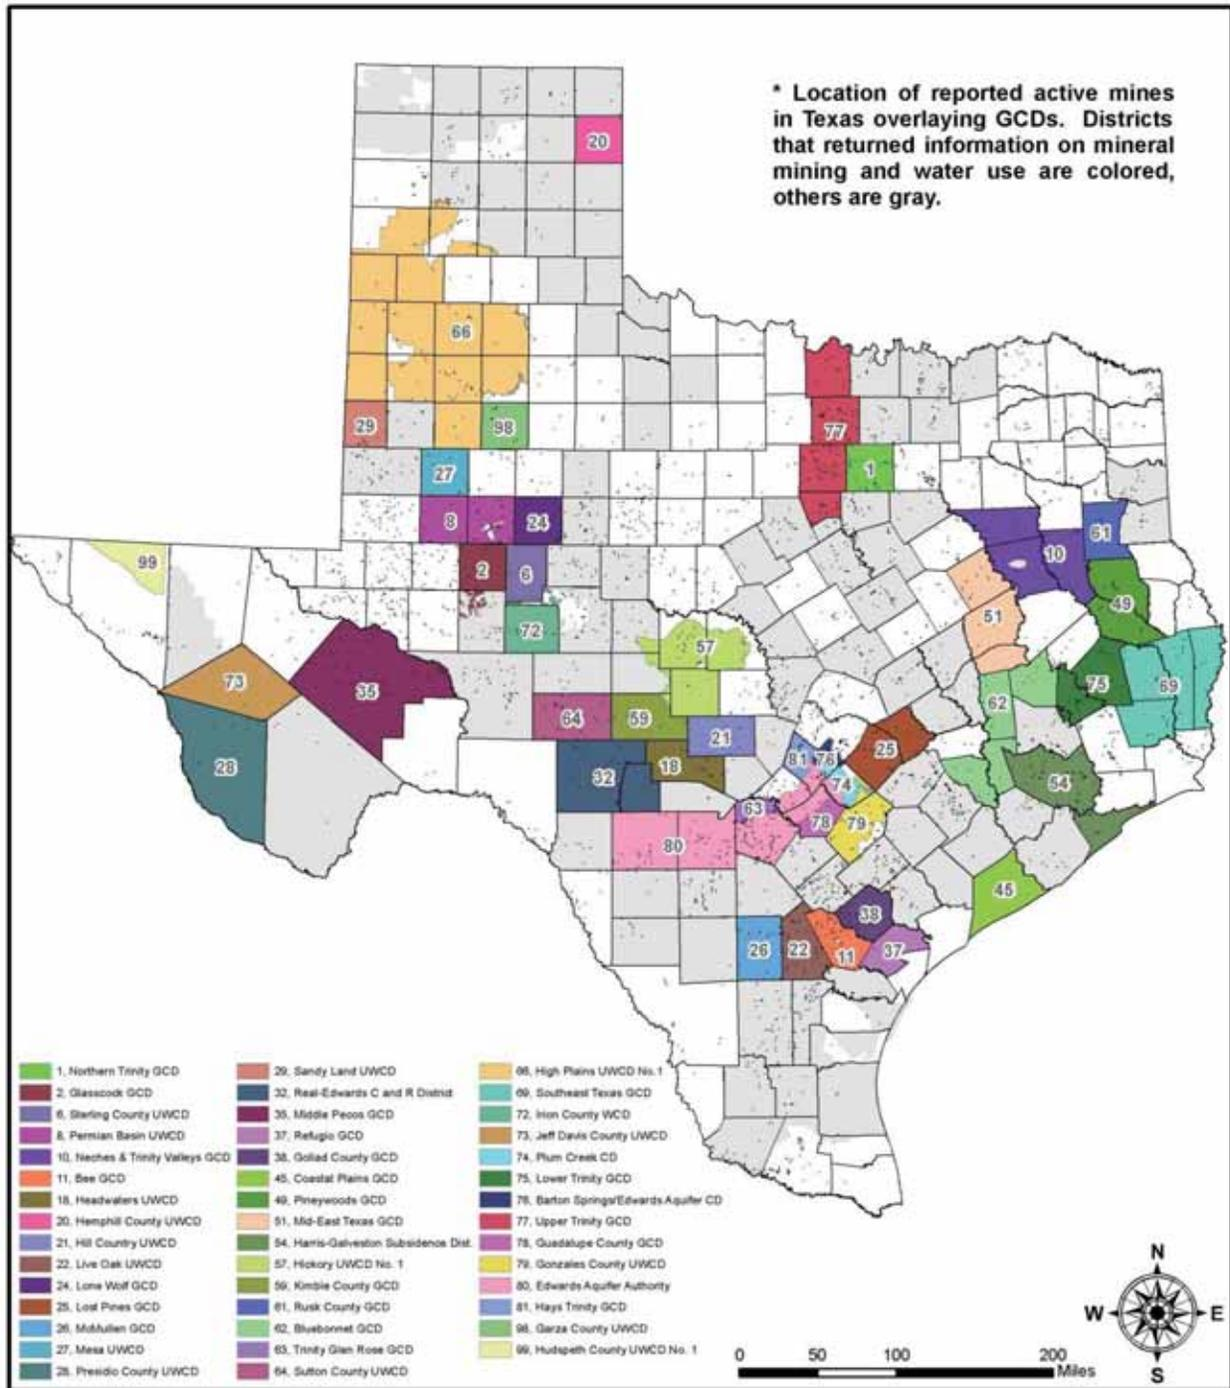 * Location of reported active mines
in Texas overlaying GCDs. Districts
that returned information on mineral
mining and water use are colored,
others are gray.
20
66
29
98
77
27
1
8
24
99
2
6
61
10
49
51
72
57
73
35
75
69
64
59
62
21
25
28
32
18
81
76
74
54
63
78
79
80
45
38
26
22
11
37
1, Northern Trinity GCD
2, Glasscock GCD
6, Sterling County UWCD
8, Permian Basin UWCD
10, Neches & Trinity Valleys GCD
11, Bee GCD
18, Headwaters UWCD
20, Hemphill County UWCD
21, Hill Country UWCD
22, Live Oak UWCD
24, Lone Wolf GCD
25, Lost Pines GCD
26, McMullen GCD
27, Mesa UWCD
28, Presidio County UWCD
29, Sandy Land UWCD
32, Real-Edwards C and R District
35, Middle Pecos GCD
37, Refugio GCD
38, Goliad County GCD
45, Coastal Plains GCD
49, Pineywoods GCD
51, Mid-East Texas GCD
54, Harris-Galveston Subsidence Dist.
57, Hickory UWCD No. 1
59, Kimble County GCD
61, Rusk County GCD
62, Bluebonnet GCD
63, Trinity Glen Rose GCD
64, Sutton County UWCD
66, High Plains UWCD No.1
69, Southeast Texas GCD
72, Irion County WCD
73, Jeff Davis County UWCD
74, Plum Creek CD
75, Lower Trinity GCD
76, Barton Springs/Edwards Aquifer CD
77, Upper Trinity GCD
78, Guadalupe County GCD
79, Gonzales County UWCD
80, Edwards Aquifer Authority
81, Hays Trinity GCD
98, Garza County UWCD
99, Hudspeth County UWCD No. 1
N
W E
S
0 50 100 200
Miles